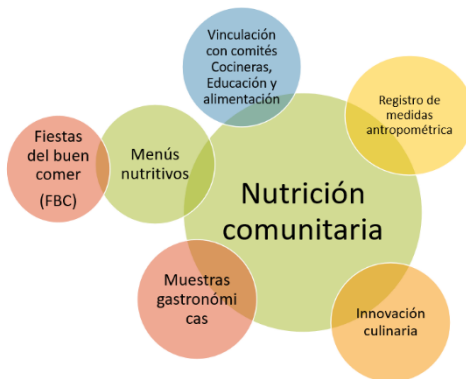 Vinculación
con comités
Cocineras,
Educación y
alimentación
Registro de
medidas
antropométrica
Fiestas
del buen
comer
(FBC)
Menús
nutritivos
Nutrición
comunitaria
Muestras
gastronómi
cas
Innovación
culinaria